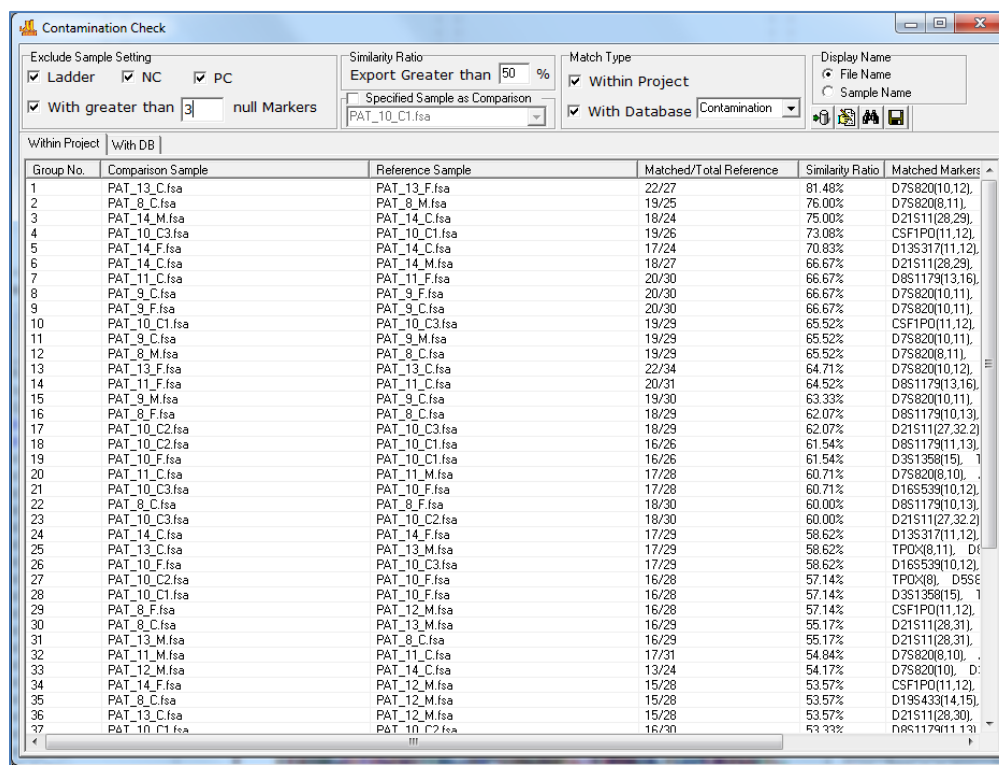 Contamination Check
Exclude Sample Setting
Ladder NC PC
With greater than 3 null Markers
Similarity Ratio
Export Greater than 50 %
Specified Sample as Comparison
PAT_10_C1.fsa
Match Type
Within Project
With Database Contamination
Display Name
File Name
Sample Name
Within Project With DB
Group No. Comparison Sample Reference Sample Matched/Total Reference Similarity Ratio Matched Markers
1 PAT_13_C.fsa PAT_13_F.fsa 22/27 81.48% D7S820(10,12),
2 PAT_8_C.fsa PAT_8_M.fsa 19/25 76.00% D7S820(8,11),
3 PAT_14_M.fsa PAT_14_C.fsa 18/24 75.00% D21S11(28,29),
4 PAT_10_C3.fsa PAT_10_C1.fsa 19/26 73.08% CSF1PO(11,12),
5 PAT_14_F.fsa PAT_14_C.fsa 17/24 70.83% D13S317(11,12),
6 PAT_14_C.fsa PAT_14_M.fsa 18/27 66.67% D21S11(28,29),
7 PAT_11_C.fsa PAT_11_F.fsa 20/30 66.67% D8S1179(13,16),
8 PAT_9_C.fsa PAT_9_F.fsa 20/30 66.67% D7S820(10,11),
9 PAT_9_F.fsa PAT_9_C.fsa 20/30 66.67% D7S820(10,11),
10 PAT_10_C1.fsa PAT_10_C3.fsa 19/29 65.52% CSF1PO(11,12),
11 PAT_9_C.fsa PAT_9_M.fsa 19/29 65.52% D7S820(10,11),
12 PAT_8_M.fsa PAT_8_C.fsa 19/29 65.52% D7S820(8,11),
13 PAT_13_F.fsa PAT_13_C.fsa 22/34 64.71% D7S820(10,12),
14 PAT_11_F.fsa PAT_11_C.fsa 20/31 64.52% D8S1179(13,16),
15 PAT_9_M.fsa PAT_9_C.fsa 19/30 63.33% D7S820(10,11),
16 PAT_8_F.fsa PAT_8_C.fsa 18/29 62.07% D8S1179(10,13),
17 PAT_10_C2.fsa PAT_10_C3.fsa 18/29 62.07% D21S11(27,32.2)
18 PAT_10_C2.fsa PAT_10_C1.fsa 16/26 61.54% D8S1179(11,13),
19 PAT_10_F.fsa PAT_10_C1.fsa 16/26 61.54% D3S1358(15),
20 PAT_11_C.fsa PAT_11_M.fsa 17/28 60.71% D7S820(8,10),
21 PAT_10_C3.fsa PAT_10_F.fsa 17/28 60.71% D16S539(10,12),
22 PAT_8_C.fsa PAT_8_F.fsa 18/30 60.00% D8S1179(10,13),
23 PAT_10_C3.fsa PAT_10_C2.fsa 18/30 60.00% D21S11(27,32.2)
24 PAT_14_C.fsa PAT_14_F.fsa 17/29 58.62% D13S317(11,12),
25 PAT_13_C.fsa PAT_13_M.fsa 17/29 58.62% TPOX(8,11),
26 PAT_10_F.fsa PAT_10_C3.fsa 17/29 58.62% D16S539(10,12),
27 PAT_10_C2.fsa PAT_10_F.fsa 16/28 57.14% TPOX(8),
28 PAT_10_C1.fsa PAT_10_F.fsa 16/28 57.14% D3S1358(15),
29 PAT_8_F.fsa PAT_12_M.fsa 16/28 57.14% CSF1PO(11,12),
30 PAT_8_C.fsa PAT_13_M.fsa 16/29 55.17% D21S11(28,31),
31 PAT_13_M.fsa PAT_8_C.fsa 16/29 55.17% D21S11(28,31),
32 PAT_11_M.fsa PAT_11_C.fsa 17/31 54.84% D7S820(8,10),
33 PAT_12_M.fsa PAT_14_C.fsa 13/24 54.17% D7S820(10),
34 PAT_14_F.fsa PAT_12_M.fsa 15/28 53.57% CSF1PO(11,12),
35 PAT_8_C.fsa PAT_12_M.fsa 15/28 53.57% D19S433(14,15),
36 PAT_13_C.fsa PAT_12_M.fsa 15/28 53.57% D21S11(28,30),
37 PAT_10_C1.fsa PAT_10_C2.fsa 16/30 53.33% D8S1179(11,13)